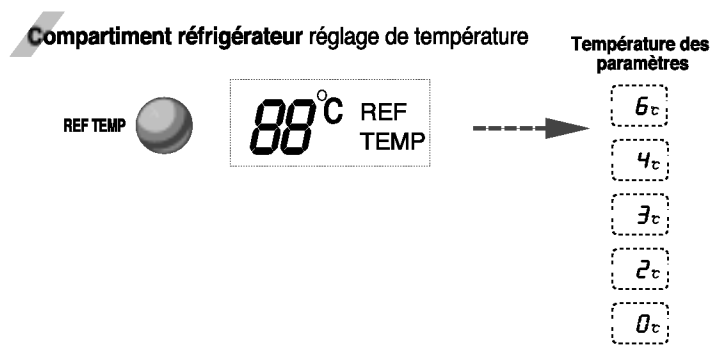 Compartiment réfrigérateur réglage de température
Température des
paramètres
REF TEMP
88°C REF
TEMP
6℃
4℃
3℃
2℃
0℃